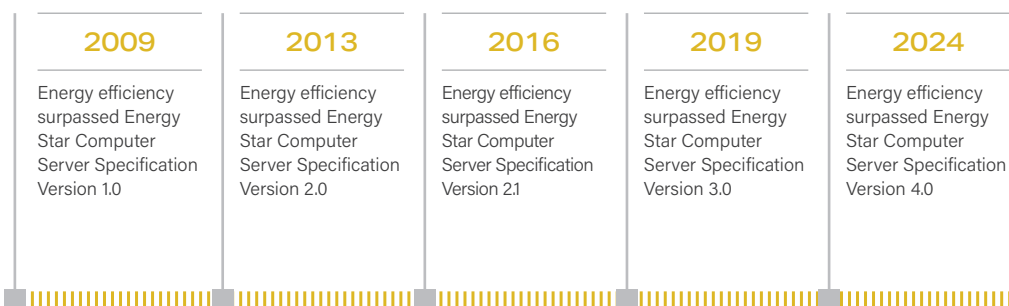 2009
Energy efficiency
surpassed Energy
Star Computer
Server Specification
Version 1.0
2013
Energy efficiency
surpassed Energy
Star Computer
Server Specification
Version 2.0
2016
Energy efficiency
surpassed Energy
Star Computer
Server Specification
Version 2.1
2019
Energy efficiency
surpassed Energy
Star Computer
Server Specification
Version 3.0
2024
Energy efficiency
surpassed Energy
Star Computer
Server Specification
Version 4.0